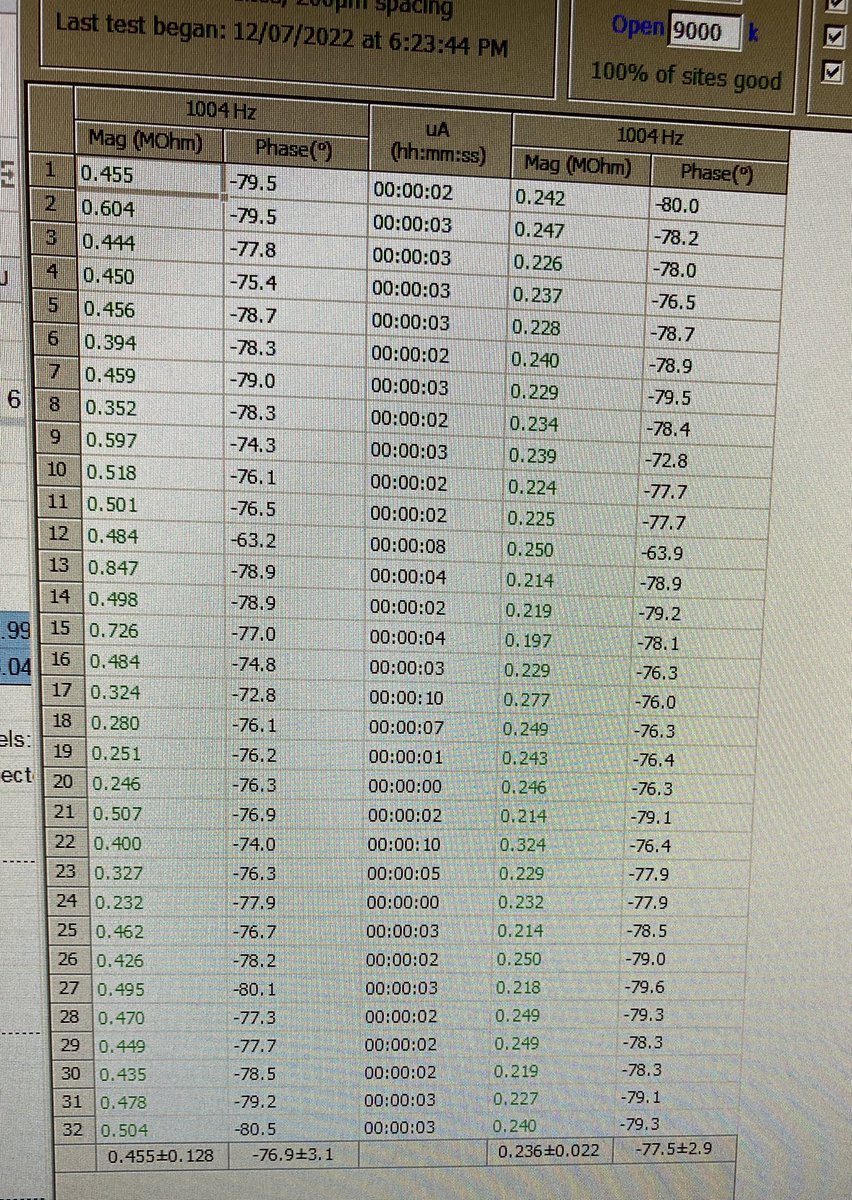 200µm spacing
Last test began: 12/07/2022 at 6:23:44 PM
Open 9000 k
100% of sites good
1004 Hz uA (hh:mm:ss) 1004 Hz
Mag (MOhm) Phase(°) Mag (MOhm) Phase(°)
1 0.455 -79.5 00:00:02 0.242 -80.0
2 0.604 -79.5 00:00:03 0.247 -78.2
3 0.444 -77.8 00:00:03 0.226 -78.0
4 0.450 -75.4 00:00:03 0.237 -76.5
5 0.456 -78.7 00:00:03 0.228 -78.7
6 0.394 -78.3 00:00:02 0.240 -78.9
7 0.459 -79.0 00:00:03 0.229 -79.5
8 0.352 -78.3 00:00:02 0.234 -78.4
9 0.597 -74.3 00:00:03 0.239 -72.8
10 0.518 -76.1 00:00:02 0.224 -77.7
11 0.501 -76.5 00:00:02 0.225 -77.7
12 0.484 -63.2 00:00:08 0.250 -63.9
13 0.847 -78.9 00:00:04 0.214 -78.9
14 0.498 -78.9 00:00:02 0.219 -79.2
15 0.726 -77.0 00:00:04 0.197 -78.1
16 0.484 -74.8 00:00:03 0.229 -76.3
17 0.324 -72.8 00:00:10 0.277 -76.0
18 0.280 -76.1 00:00:07 0.249 -76.3
19 0.251 -76.2 00:00:01 0.243 -76.4
20 0.246 -76.3 00:00:00 0.246 -76.3
21 0.507 -76.9 00:00:02 0.214 -79.1
22 0.400 -74.0 00:00:10 0.324 -76.4
23 0.327 -76.3 00:00:05 0.229 -77.9
24 0.232 -77.9 00:00:00 0.232 -77.9
25 0.462 -76.7 00:00:03 0.214 -78.5
26 0.426 -78.2 00:00:02 0.250 -79.0
27 0.495 -80.1 00:00:03 0.218 -79.6
28 0.470 -77.3 00:00:02 0.249 -79.3
29 0.449 -77.7 00:00:02 0.249 -78.3
30 0.435 -78.5 00:00:02 0.219 -78.3
31 0.478 -79.2 00:00:03 0.227 -79.1
32 0.504 -80.5 00:00:03 0.240 -79.3
0.455±0.128 -76.9±3.1 0.236±0.022 -77.5±2.9
6
.99
.04
els:
ect